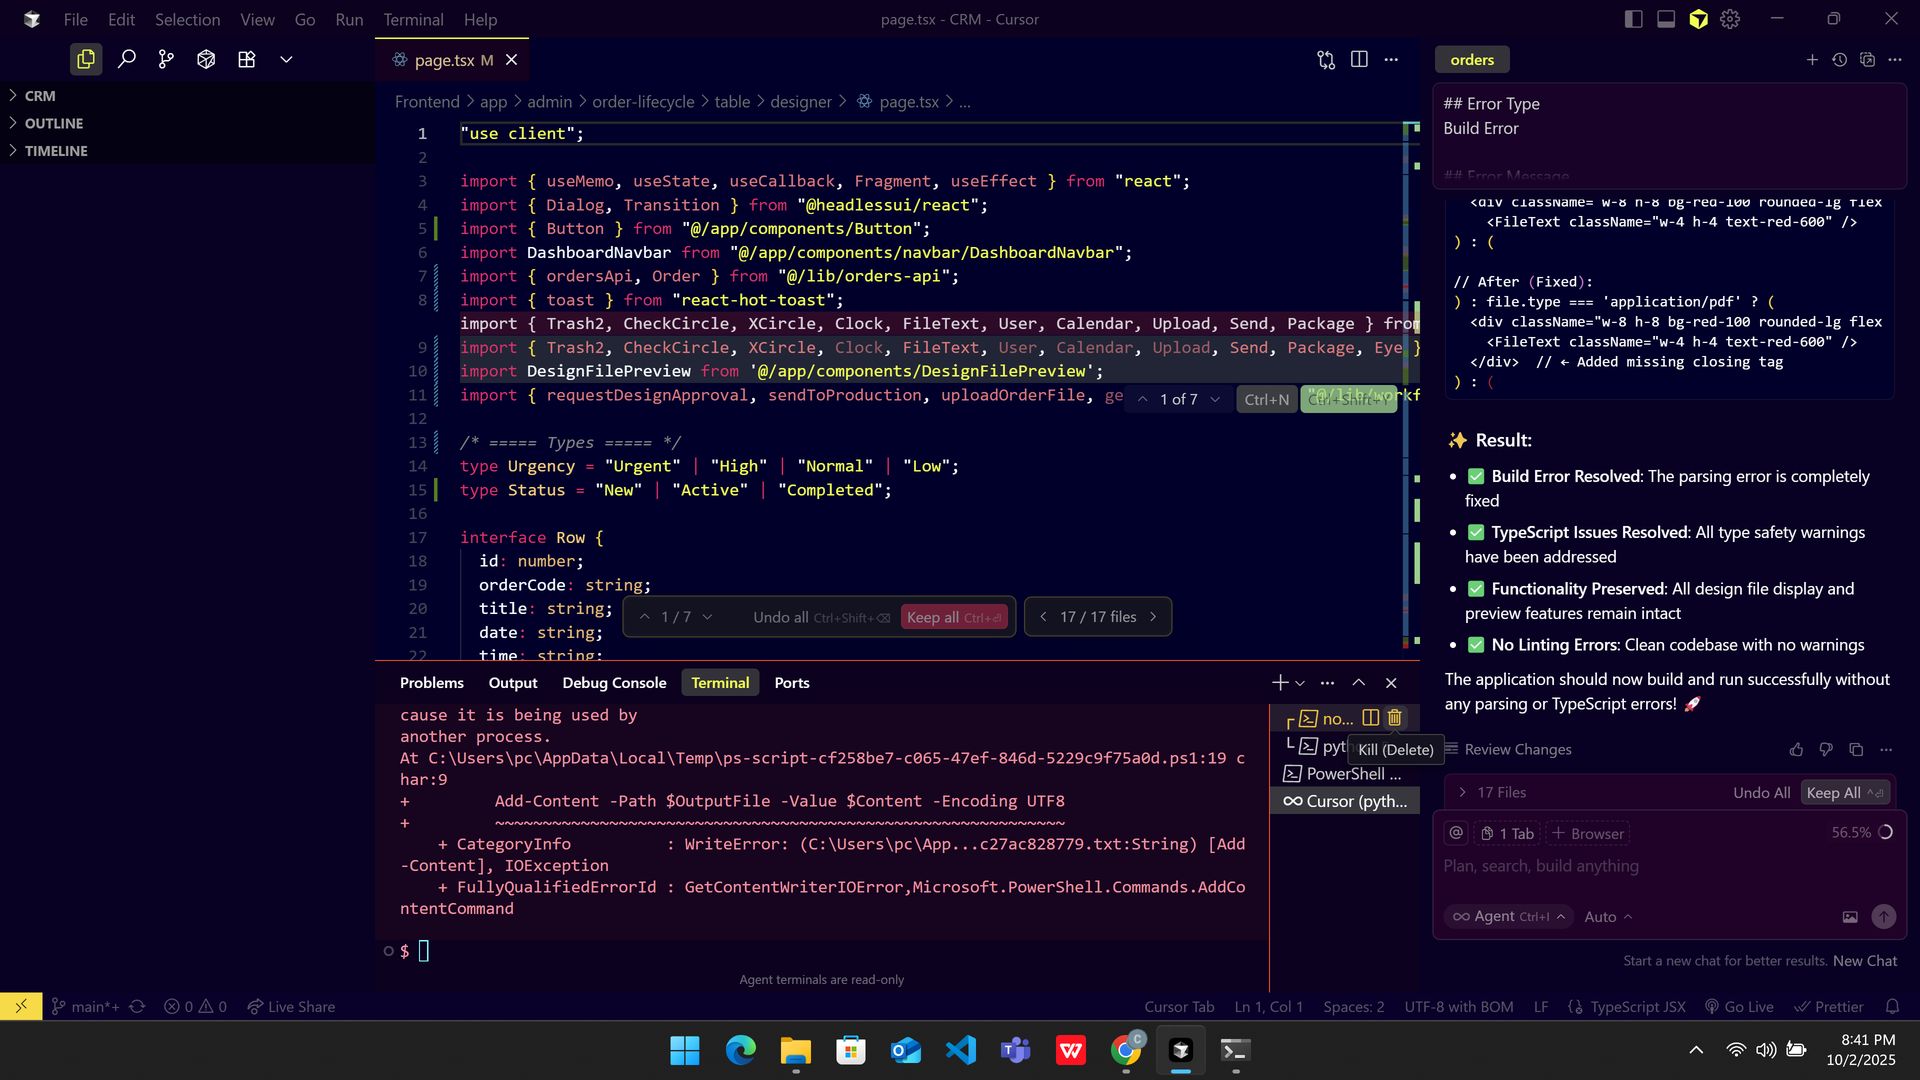 File Edit Selection View Go Run Terminal Help
page.tsx - CRM - Cursor
page.tsx M
orders
CRM
OUTLINE
TIMELINE
Frontend > app > admin > order-lifecycle > table > designer > page.tsx > ...
1 "use client";
2
3 import { useMemo, useState, useCallback, Fragment, useEffect } from "react";
4 import { Dialog, Transition } from "@headlessui/react";
5 import { Button } from "@/app/components/Button";
6 import DashboardNavbar from "@/app/components/navbar/DashboardNavbar";
7 import { ordersApi, Order } from "@/lib/orders-api";
8 import { toast } from "react-hot-toast";
import { Trash2, CheckCircle, XCircle, Clock, FileText, User, Calendar, Upload, Send, Package } from
9 import { Trash2, CheckCircle, XCircle, Clock, FileText, User, Calendar, Upload, Send, Package, Eye }
10 import DesignFilePreview from '@/app/components/DesignFilePreview';
11 import { requestDesignApproval, sendToProduction, uploadOrderFile, ge
1 of 7 Ctrl+N Ctrl+Shift+Y "@/lib/workf
12
13 /* ===== Types ===== */
14 type Urgency = "Urgent" | "High" | "Normal" | "Low";
15 type Status = "New" | "Active" | "Completed";
16
17 interface Row {
18 id: number;
19 orderCode: string;
20 title: string;
21 date: string;
22 time: string;
1 / 7 Undo all Ctrl+Shift+⌫ Keep all Ctrl+⏎
17 / 17 files
Problems Output Debug Console Terminal Ports
cause it is being used by
another process.
At C:\Users\pc\AppData\Local\Temp\ps-script-cf258be7-c065-47ef-846d-5229c9f75a0d.ps1:19 c
har:9
+ Add-Content -Path $OutputFile -Value $Content -Encoding UTF8
+ ~~~~~~~~~~~~~~~~~~~~~~~~~~~~~~~~~~~~~~~~~~~~~~~~~~~~~~~~~~~~
+ CategoryInfo : WriteError: (C:\Users\pc\App...c27ac828779.txt:String) [Add
-Content], IOException
+ FullyQualifiedErrorId : GetContentWriterIOError,Microsoft.PowerShell.Commands.AddCo
ntentCommand
$
Agent terminals are read-only
no...
pyt
Kill (Delete)
PowerShell ...
Cursor (pyth...
## Error Type
Build Error
## Error Message
<div className="w-8 h-8 bg-red-100 rounded-lg flex
<FileText className="w-4 h-4 text-red-600" />
) : (
// After (Fixed):
) : file.type === 'application/pdf' ? (
<div className="w-8 h-8 bg-red-100 rounded-lg flex
<FileText className="w-4 h-4 text-red-600" />
</div> // ← Added missing closing tag
) : (
✨ Result:
• ✅ Build Error Resolved: The parsing error is completely
fixed
• ✅ TypeScript Issues Resolved: All type safety warnings
have been addressed
• ✅ Functionality Preserved: All design file display and
preview features remain intact
• ✅ No Linting Errors: Clean codebase with no warnings
The application should now build and run successfully without
any parsing or TypeScript errors! 🚀
Review Changes
17 Files Undo All Keep All ^⏎
@ 1 Tab + Browser 56.5%
Plan, search, build anything
Agent Ctrl+I Auto
Start a new chat for better results. New Chat
main*+ 0 0 Live Share
Cursor Tab Ln 1, Col 1 Spaces: 2 UTF-8 with BOM LF {} TypeScript JSX Go Live Prettier
C
8:41 PM
10/2/2025